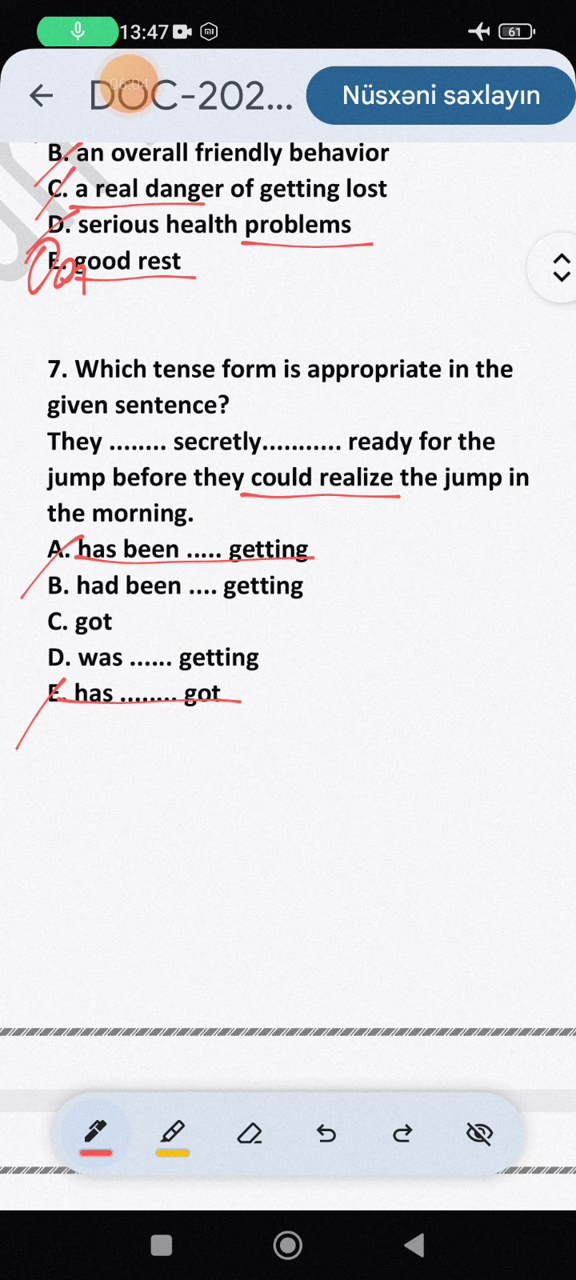 13:47
61
06:04
DOC-202...
Nüsxəni saxlayın
B. an overall friendly behavior
C. a real danger of getting lost
D. serious health problems
E. good rest
7. Which tense form is appropriate in the
given sentence?
They ........ secretly........... ready for the
jump before they could realize the jump in
the morning.
A. has been ..... getting
B. had been .... getting
C. got
D. was ...... getting
E. has ........ got